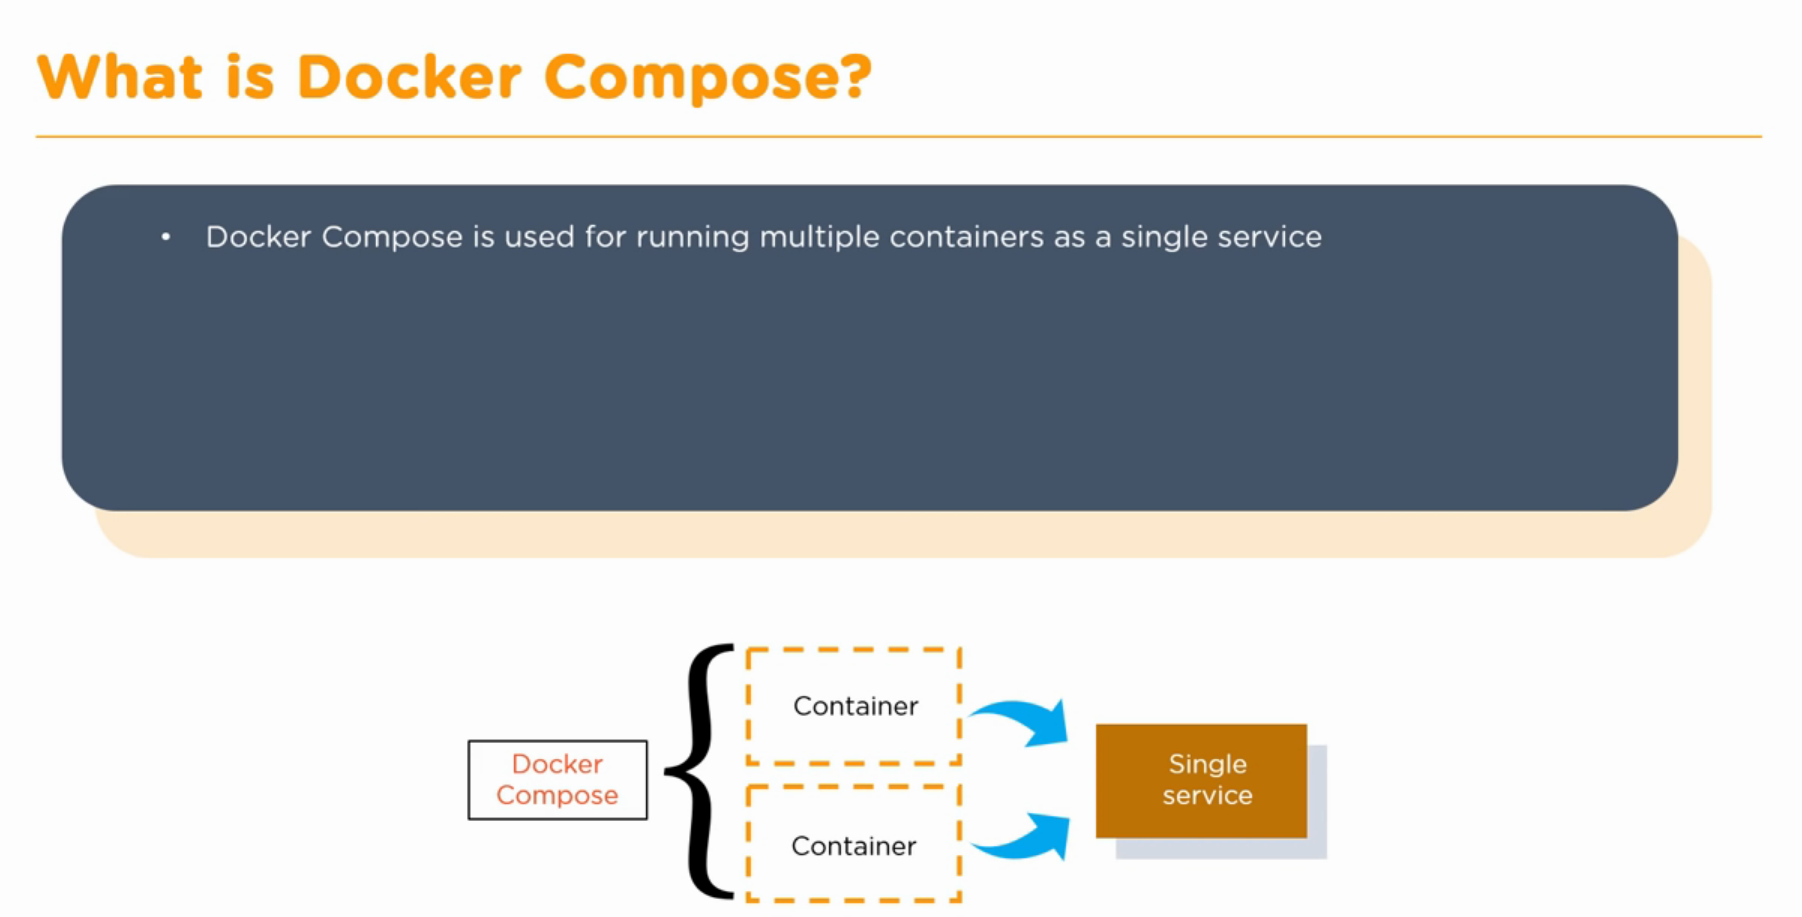 What is Docker Compose?
• Docker Compose is used for running multiple containers as a single service
Docker
Compose
Container
Container
Single
service